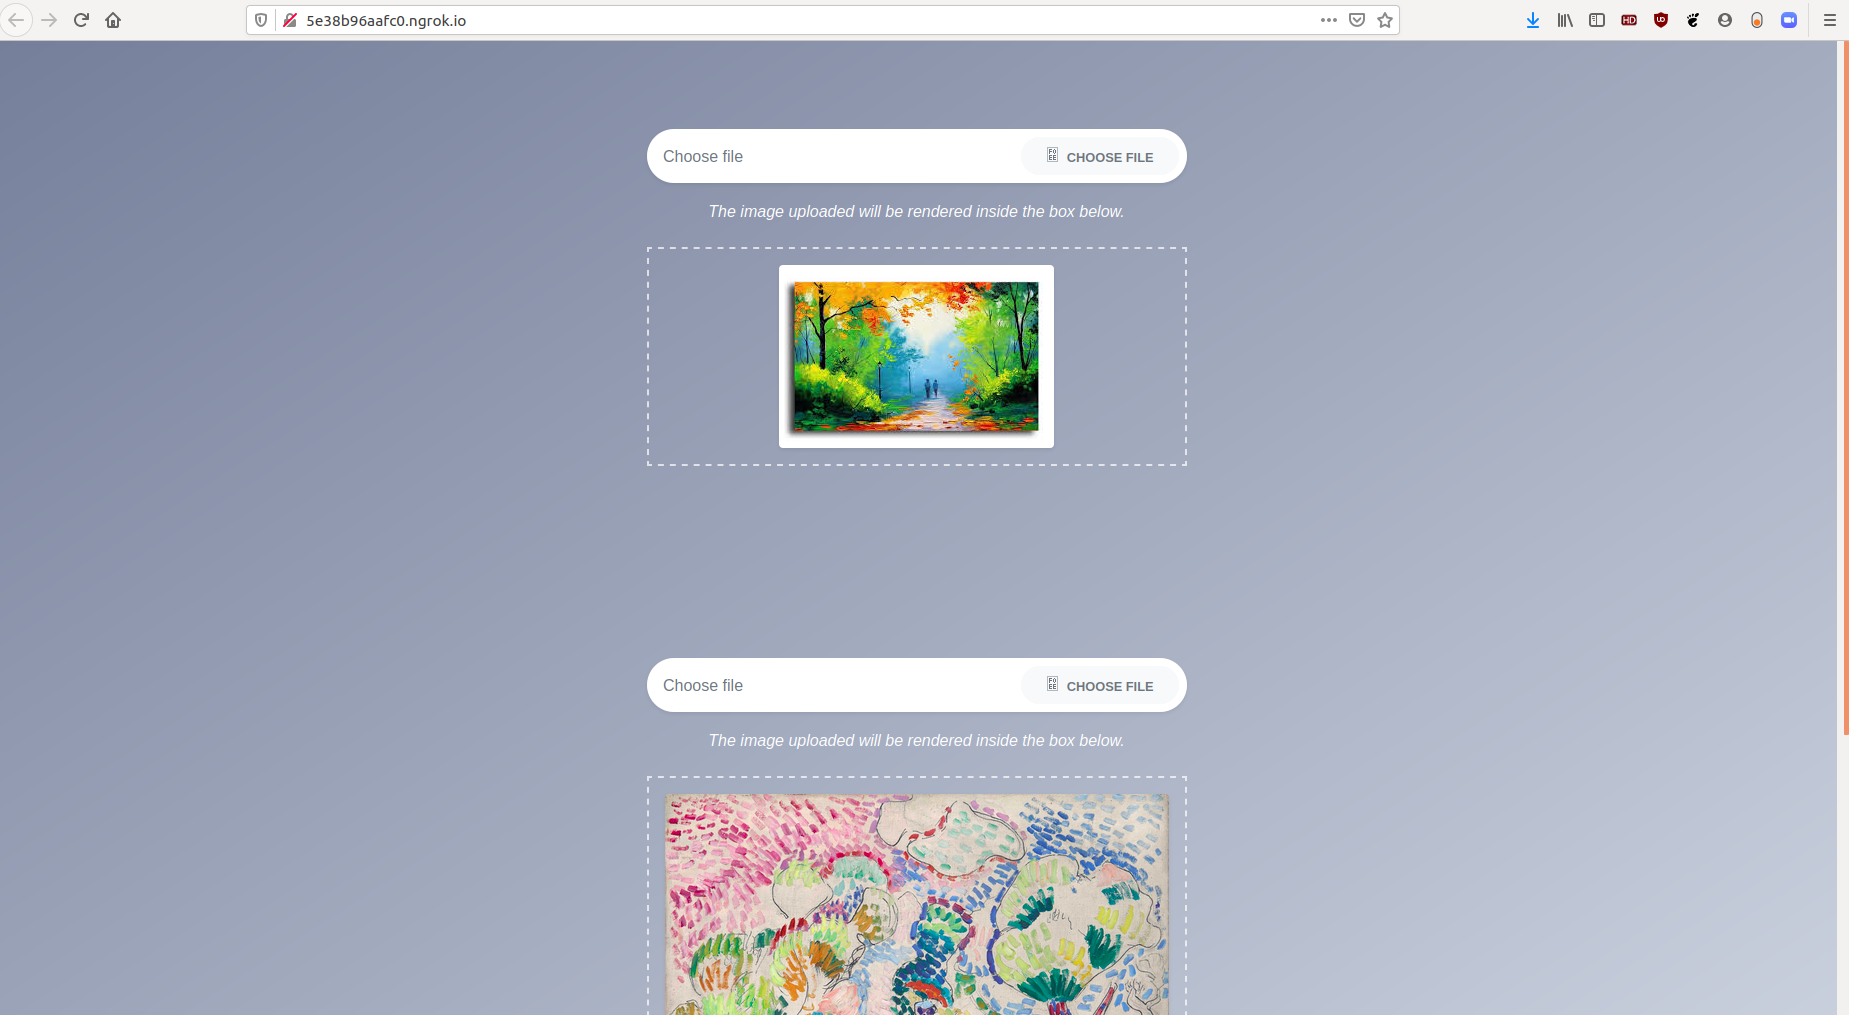 5e38b96aafc0.ngrok.io
HD
Choose file
CHOOSE FILE
The image uploaded will be rendered inside the box below.
Choose file
CHOOSE FILE
The image uploaded will be rendered inside the box below.